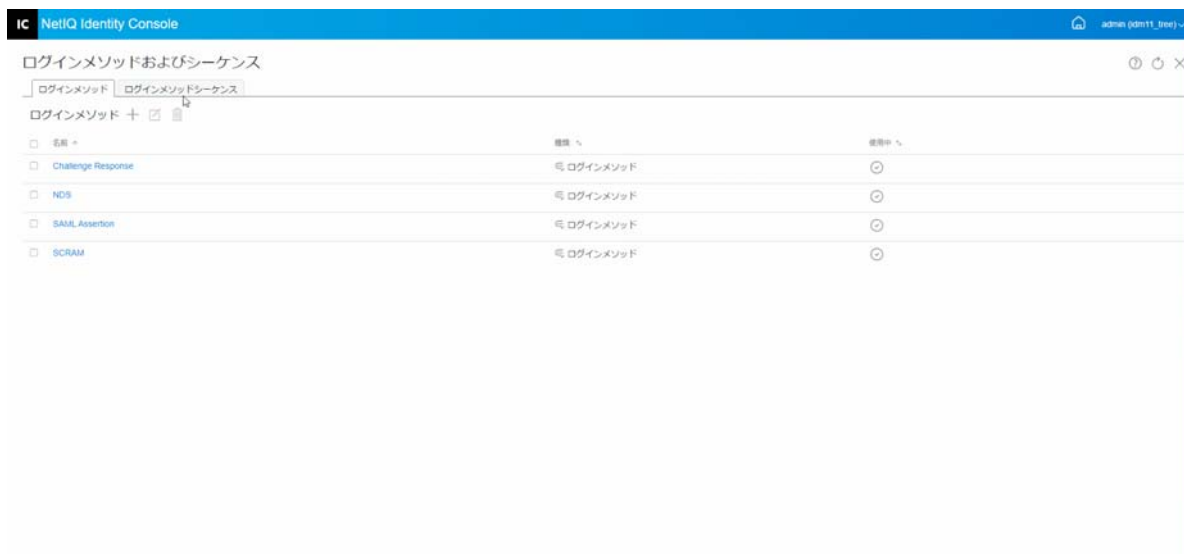 IC NetIQ Identity Console admin (idm11_tree)
ログインメソッドおよびシーケンス
ログインメソッド ログインメソッドシーケンス
ログインメソッド
名前 種類 使用中
Challenge Response ログインメソッド
NDS ログインメソッド
SAML Assertion ログインメソッド
SCRAM ログインメソッド